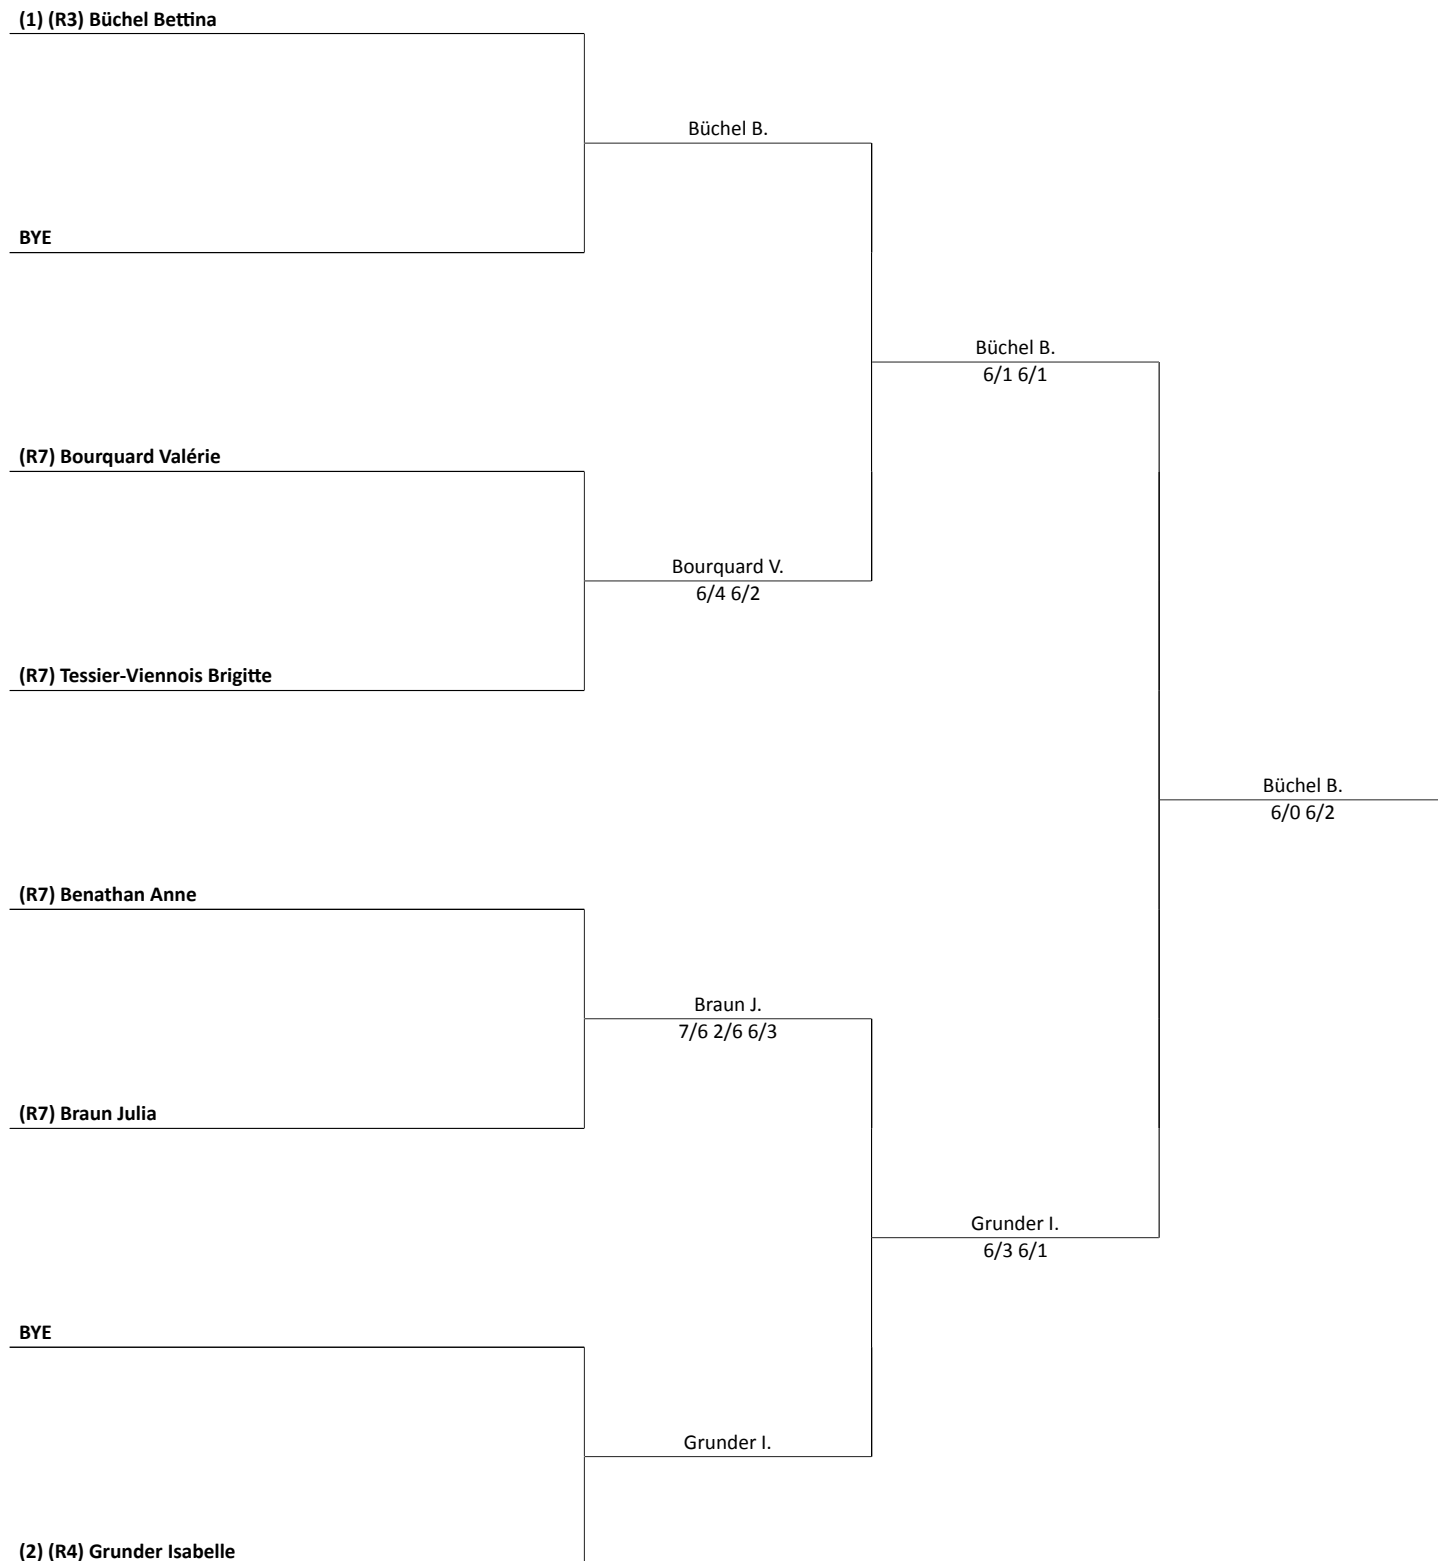 (1) (R3) Büchel Bettina
Büchel B.
BYE
Büchel B.
6/1 6/1
(R7) Bourquard Valérie
Bourquard V.
6/4 6/2
(R7) Tessier-Viennois Brigitte
Büchel B.
6/0 6/2
(R7) Benathan Anne
Braun J.
7/6 2/6 6/3
(R7) Braun Julia
Grunder I.
6/3 6/1
BYE
Grunder I.
(2) (R4) Grunder Isabelle